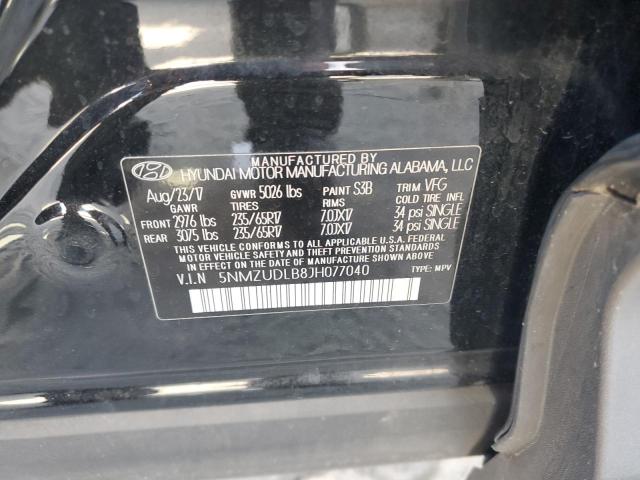 MANUFACTURED BY
HYUNDAI MOTOR MANUFACTURING ALABAMA, LLC
Aug/23/17 GVWR 5026 lbs PAINT S3B TRIM VFG
GAWR TIRES RIMS COLD TIRE INFL
FRONT 2976 lbs 235/65R17 7.0JX17 34 psi SINGLE
REAR 3075 lbs 235/65R17 7.0JX17 34 psi SINGLE
THIS VEHICLE CONFORMS TO ALL APPLICABLE U.S.A. FEDERAL
MOTOR VEHICLE SAFETY STANDARDS AND THEFT PREVENTION
STANDARDS IN EFFECT ON THE DATE OF MANUFACTURE SHOWN ABOVE.
V.I.N 5NMZUDLB8JH077040 TYPE: MPV